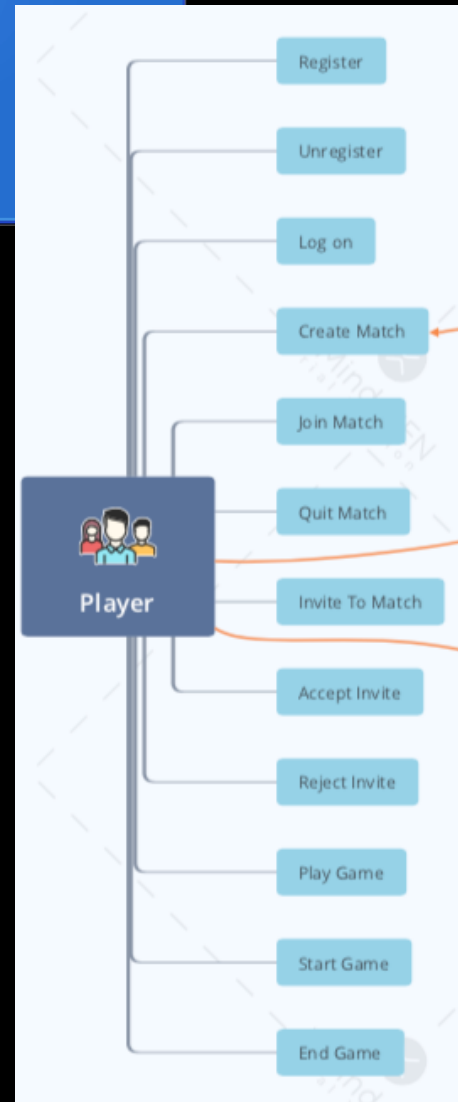 Register
Unregister
Log on
Create Match
Join Match
Quit Match
Player
Invite To Match
Accept Invite
Reject Invite
Play Game
Start Game
End Game